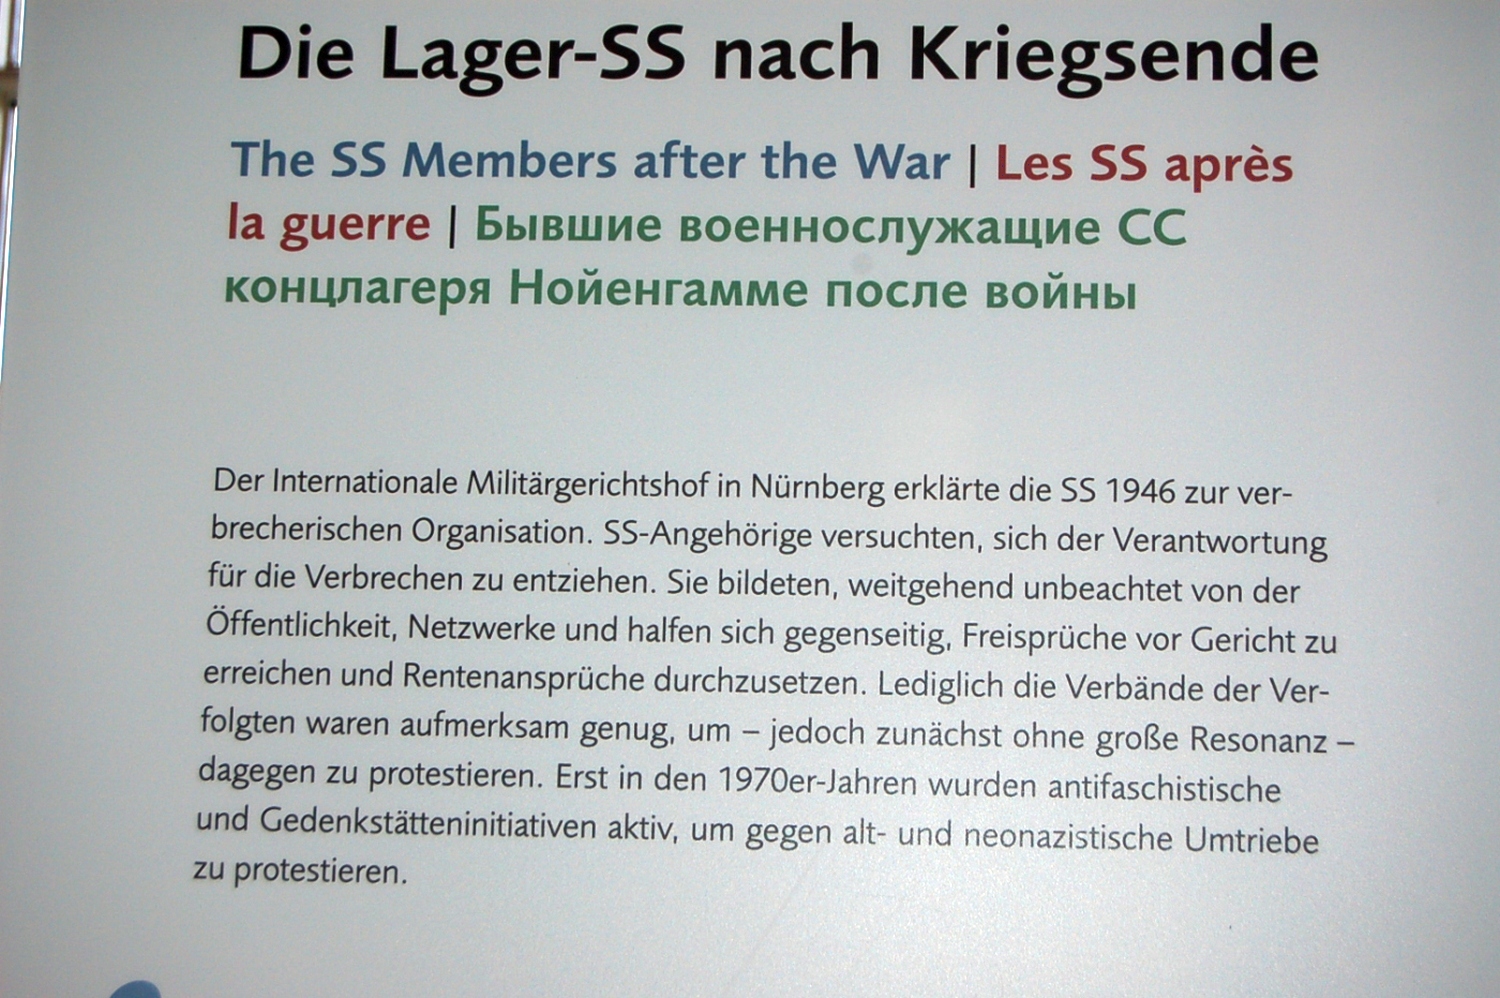 Die Lager-SS nach Kriegsende
The SS Members after the War | Les SS après
la guerre | Бывшие военнослужащие СС
концлагеря Нойенгамме после войны
Der Internationale Militärgerichtshof in Nürnberg erklärte die SS 1946 zur ver-
brecherischen Organisation. SS-Angehörige versuchten, sich der Verantwortung
für die Verbrechen zu entziehen. Sie bildeten, weitgehend unbeachtet von der
Öffentlichkeit, Netzwerke und halfen sich gegenseitig, Freisprüche vor Gericht zu
erreichen und Rentenansprüche durchzusetzen. Lediglich die Verbände der Ver-
folgten waren aufmerksam genug, um – jedoch zunächst ohne große Resonanz –
dagegen zu protestieren. Erst in den 1970er-Jahren wurden antifaschistische
und Gedenkstätteninitiativen aktiv, um gegen alt- und neonazistische Umtriebe
zu protestieren.